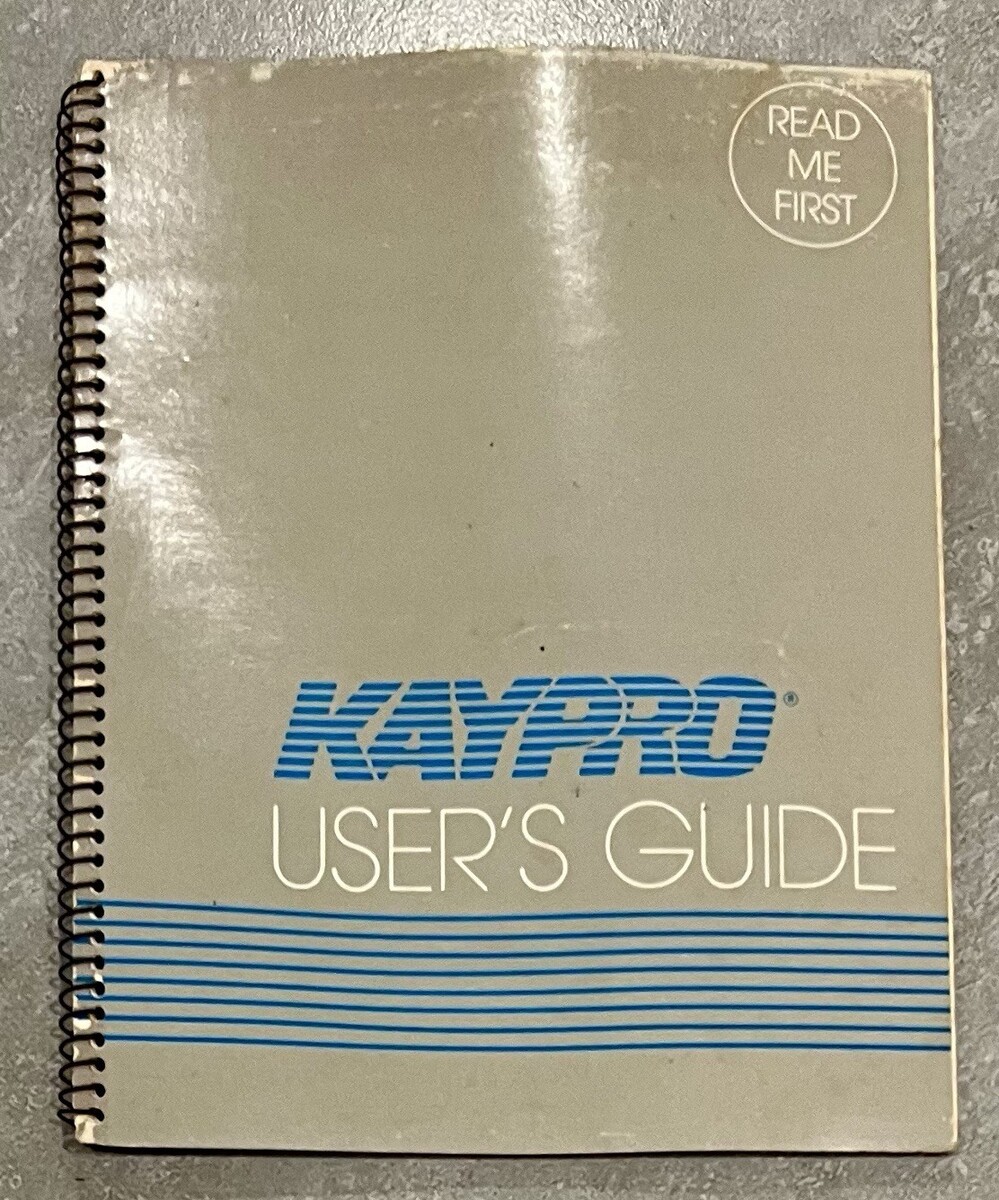 READ
ME
FIRST
KAYPRO®
USER'S GUIDE